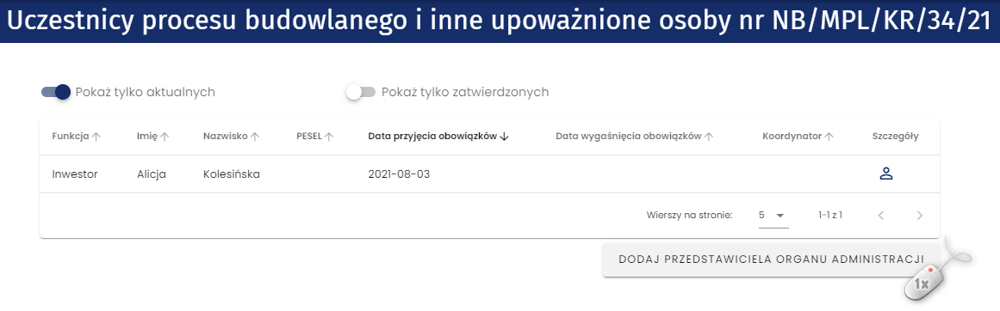 Uczestnicy procesu budowlanego i inne upoważnione osoby nr NB/MPL/KR/34/21
Pokaż tylko aktualnych Pokaż tylko zatwierdzonych
Funkcja Imię Nazwisko PESEL Data przyjęcia obowiązków Data wygaśnięcia obowiązków Koordynator Szczegóły
Inwestor Alicja Kolesińska 2021-08-03
Wierszy na stronie: 5 1-1 z 1
DODAJ PRZEDSTAWICIELA ORGANU ADMINISTRACJI
1x